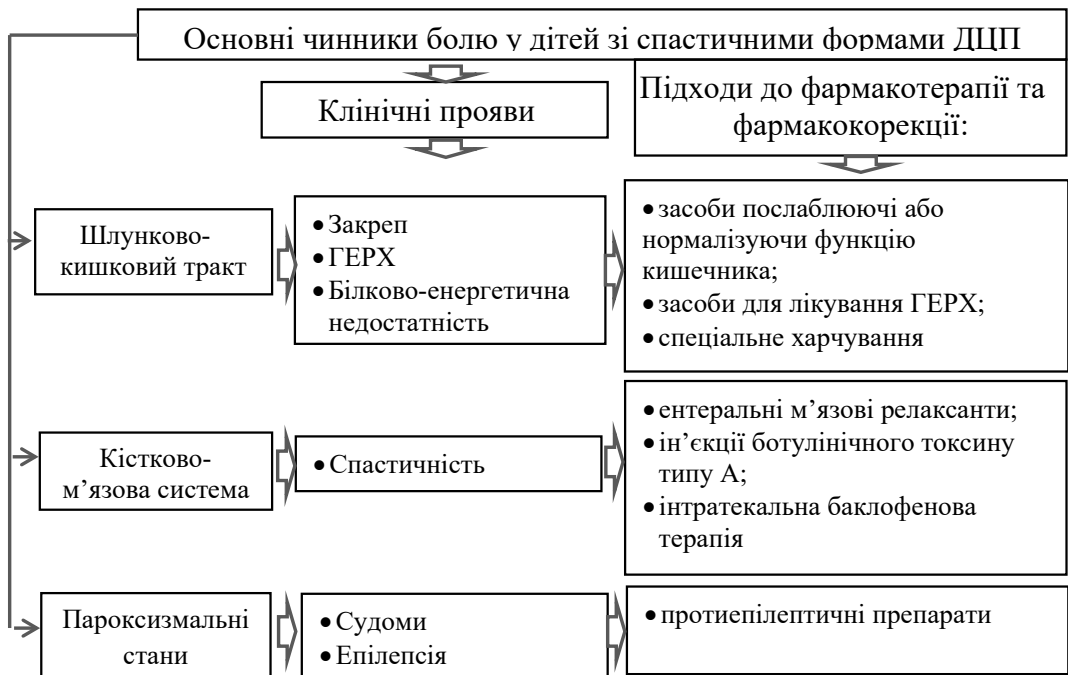 Основні чинники болю у дітей зі спастичними формами ДЦП
Клінічні прояви
Підходи до фармакотерапії та
фармакокорекції:
Шлунково-
кишковий тракт
• Закреп
• ГЕРХ
• Білково-енергетична
недостатність
• засоби послаблюючі або
нормалізуючи функцію
кишечника;
• засоби для лікування ГЕРХ;
• спеціальне харчування
Кістково-
м’язова система
• Спастичність
• ентеральні м’язові релаксанти;
• ін’єкції ботулінічного токсину
типу А;
• інтратекальна баклофенова
терапія
Пароксизмальні
стани
• Судоми
• Епілепсія
• протиепілептичні препарати